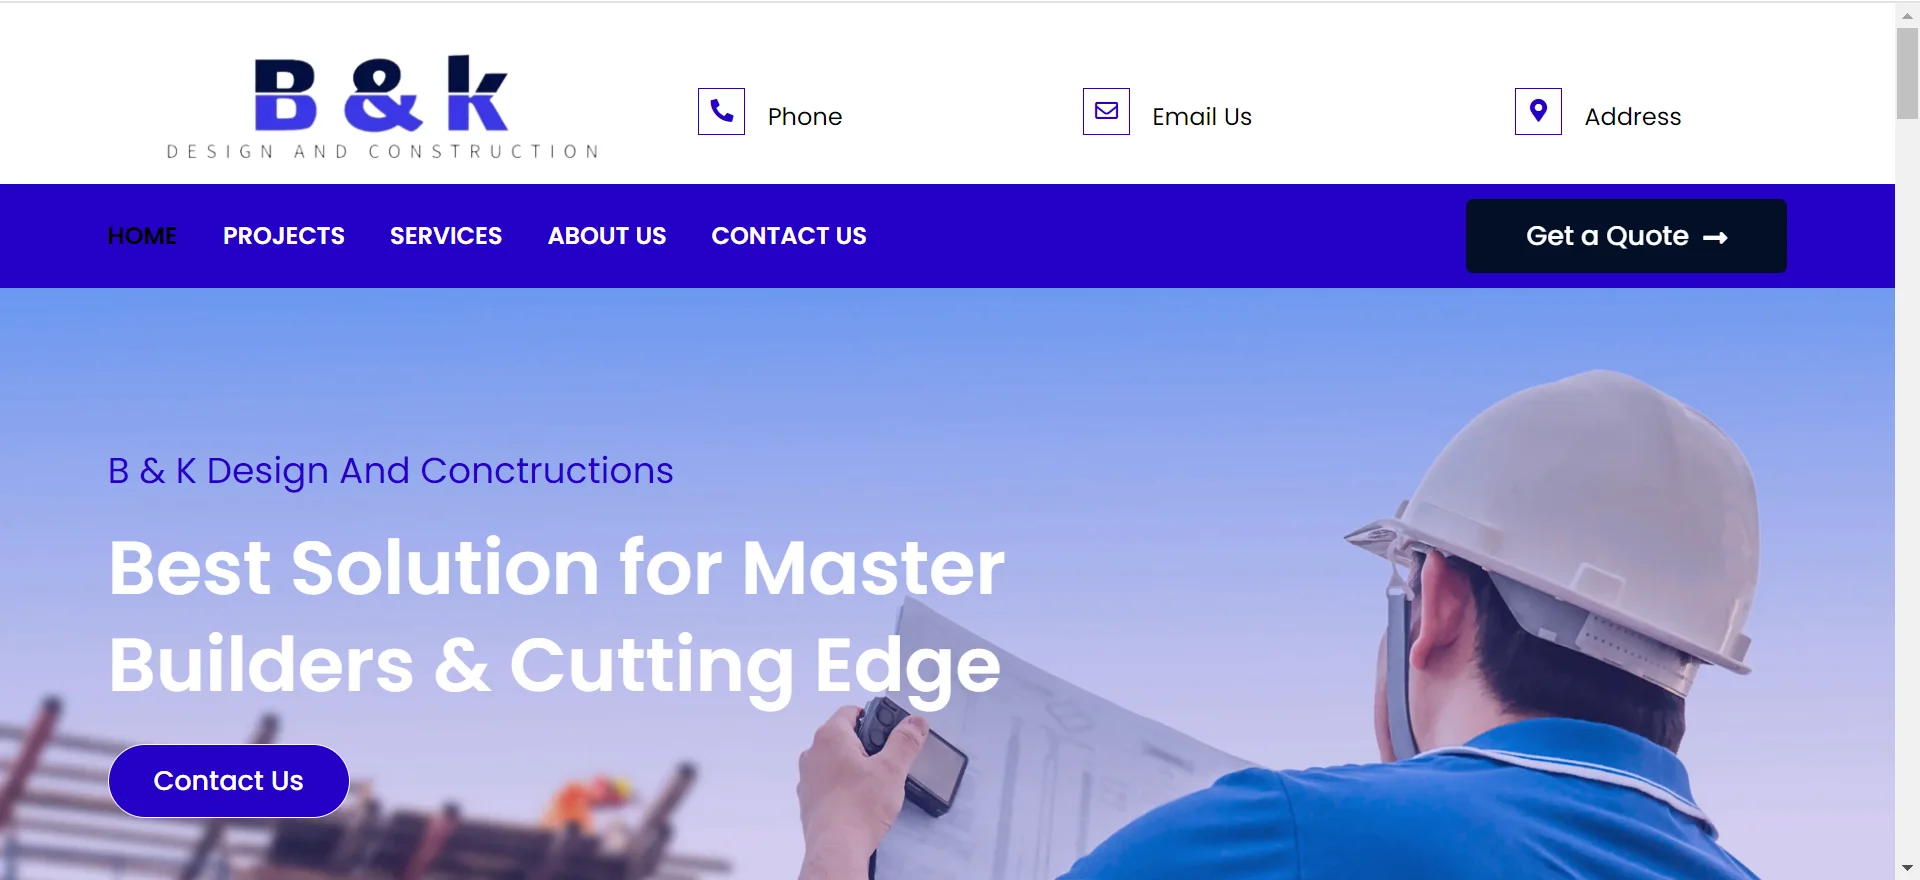 B & k
DESIGN AND CONSTRUCTION
Phone
Email Us
Address
HOME
PROJECTS
SERVICES
ABOUT US
CONTACT US
Get a Quote
B & K Design And Conctructions
Best Solution for Master
Builders & Cutting Edge
Contact Us